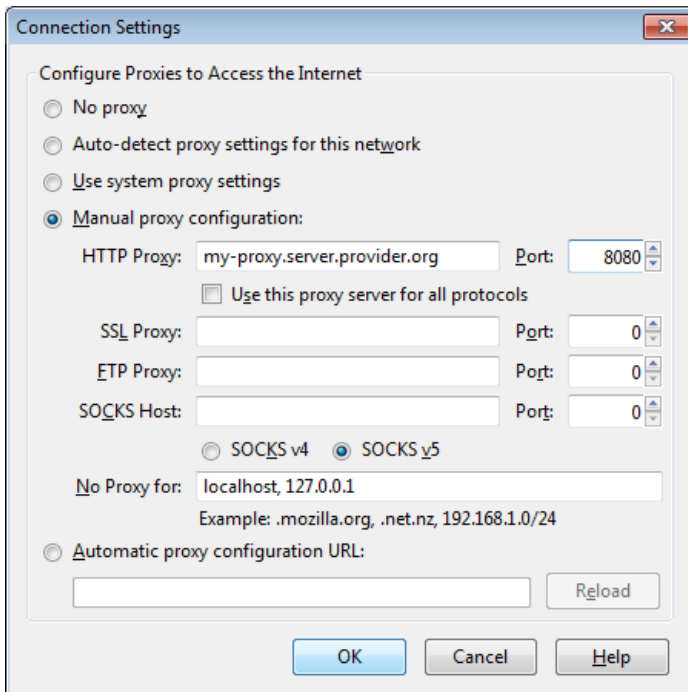 Connection Settings
Configure Proxies to Access the Internet
No proxy
Auto-detect proxy settings for this network
Use system proxy settings
Manual proxy configuration:
HTTP Proxy: my-proxy.server.provider.org Port: 8080
Use this proxy server for all protocols
SSL Proxy: Port: 0
FTP Proxy: Port: 0
SOCKS Host: Port: 0
SOCKS v4 SOCKS v5
No Proxy for: localhost, 127.0.0.1
Example: .mozilla.org, .net.nz, 192.168.1.0/24
Automatic proxy configuration URL:
Reload
OK Cancel Help